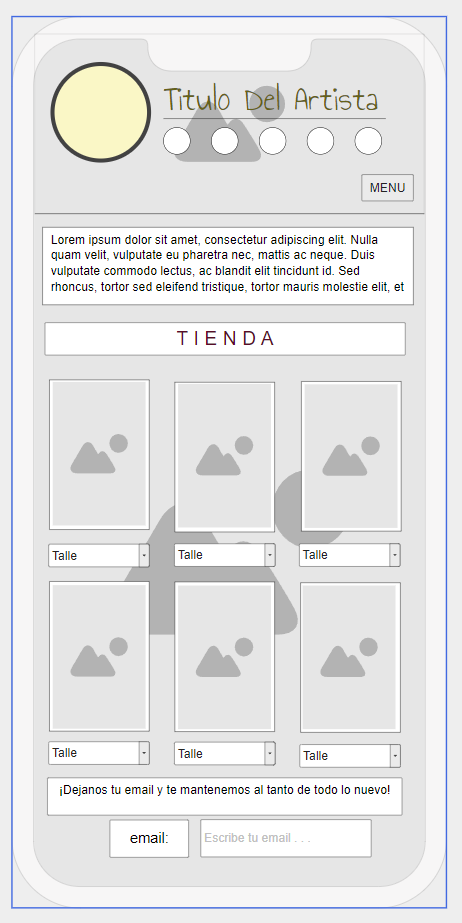 Titulo Del Artista
MENU
Lorem ipsum dolor sit amet, consectetur adipiscing elit. Nulla
quam velit, vulputate eu pharetra nec, mattis ac neque. Duis
vulputate commodo lectus, ac blandit elit tincidunt id. Sed
rhoncus, tortor sed eleifend tristique, tortor mauris molestie elit, et
T I E N D A
Talle
Talle
Talle
Talle
Talle
Talle
¡Dejanos tu email y te mantenemos al tanto de todo lo nuevo!
email:
Escribe tu email . . .